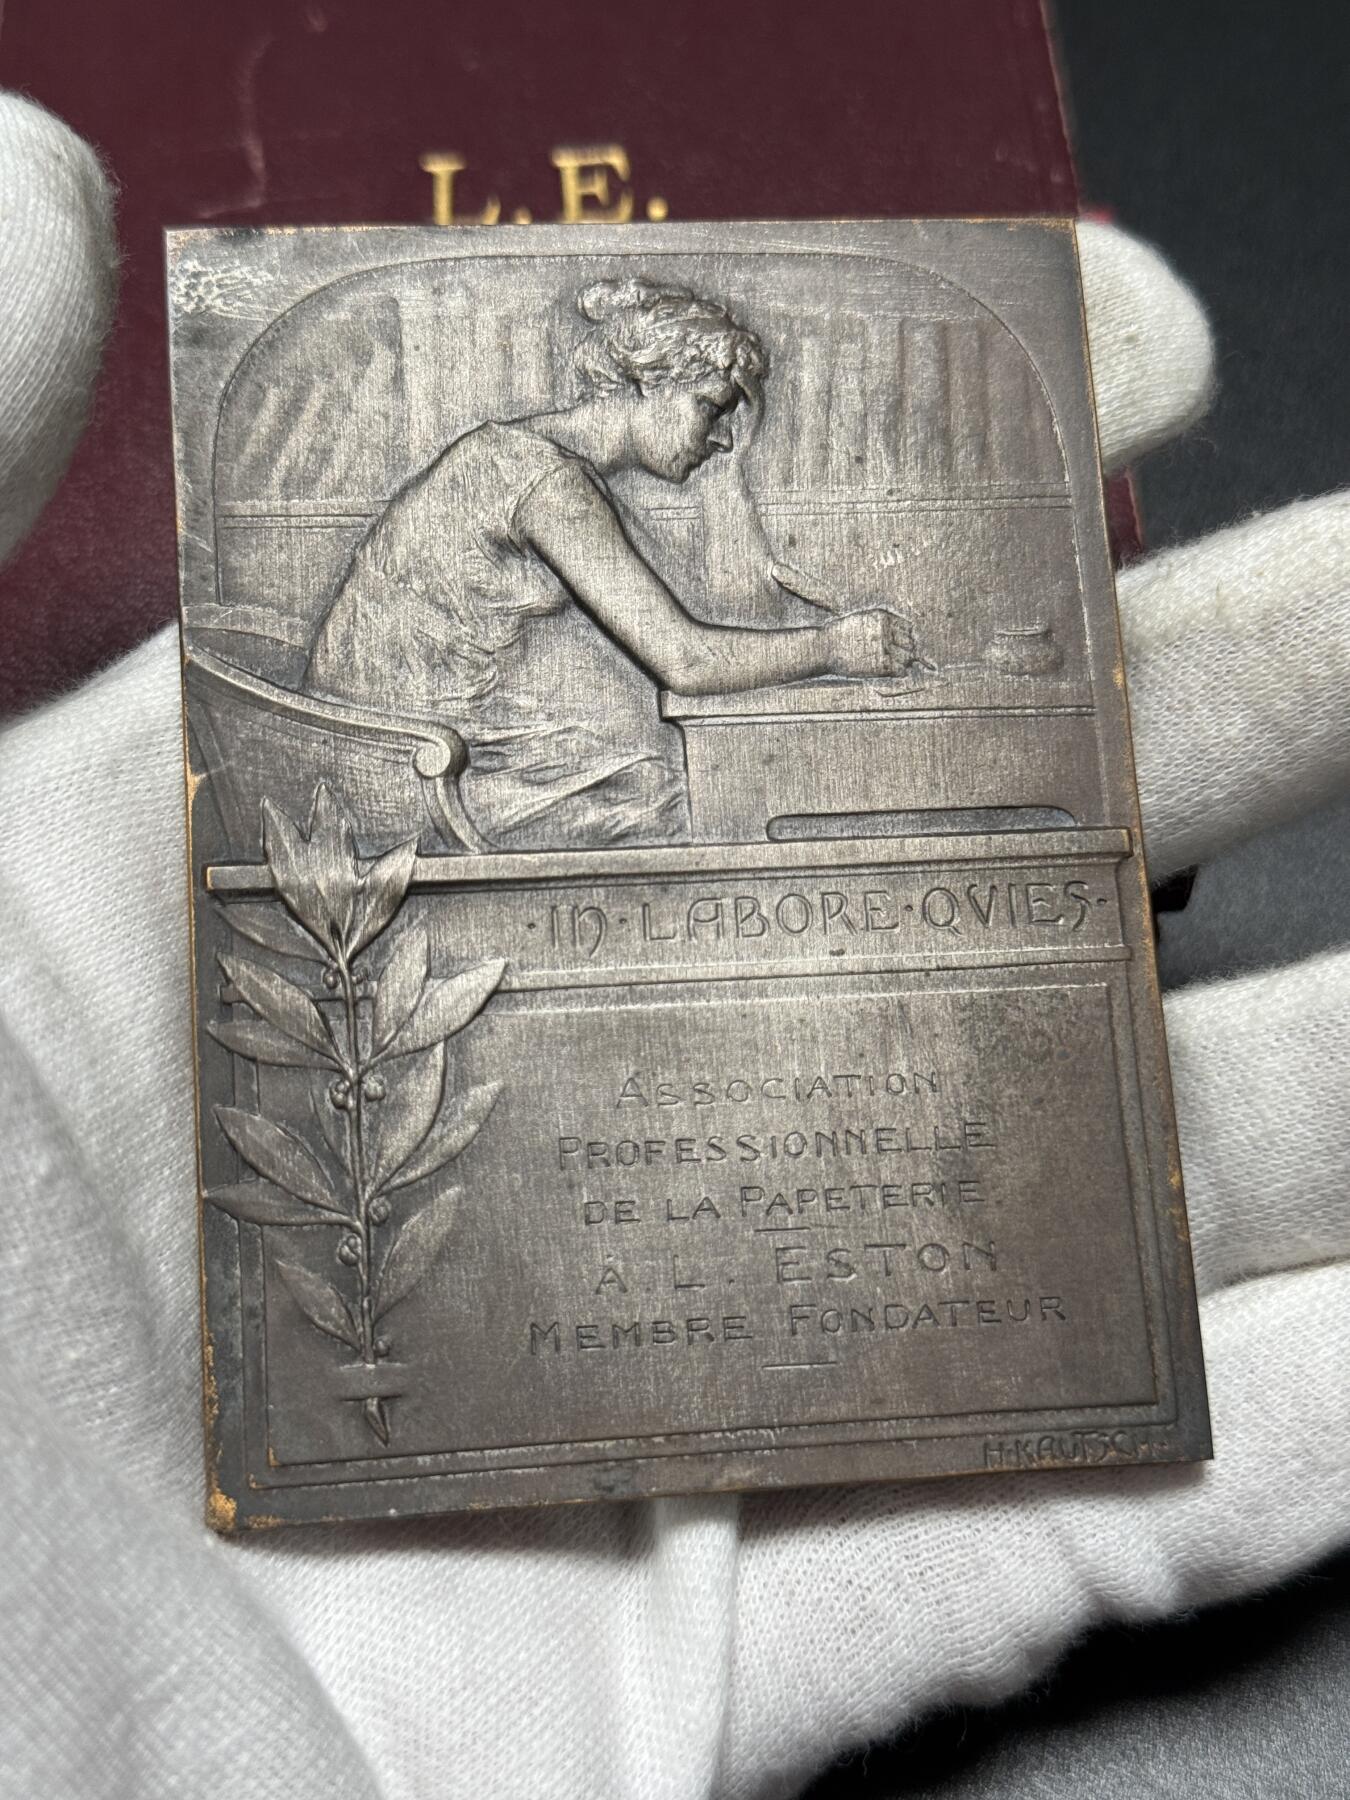 L.E.
·IN·LABORE·QVIES·
ASSOCIATION
PROFESSIONNELLE
DE LA PAPETERIE
À L. ESTON
MEMBRE FONDATEUR
H·KAUTSCH·